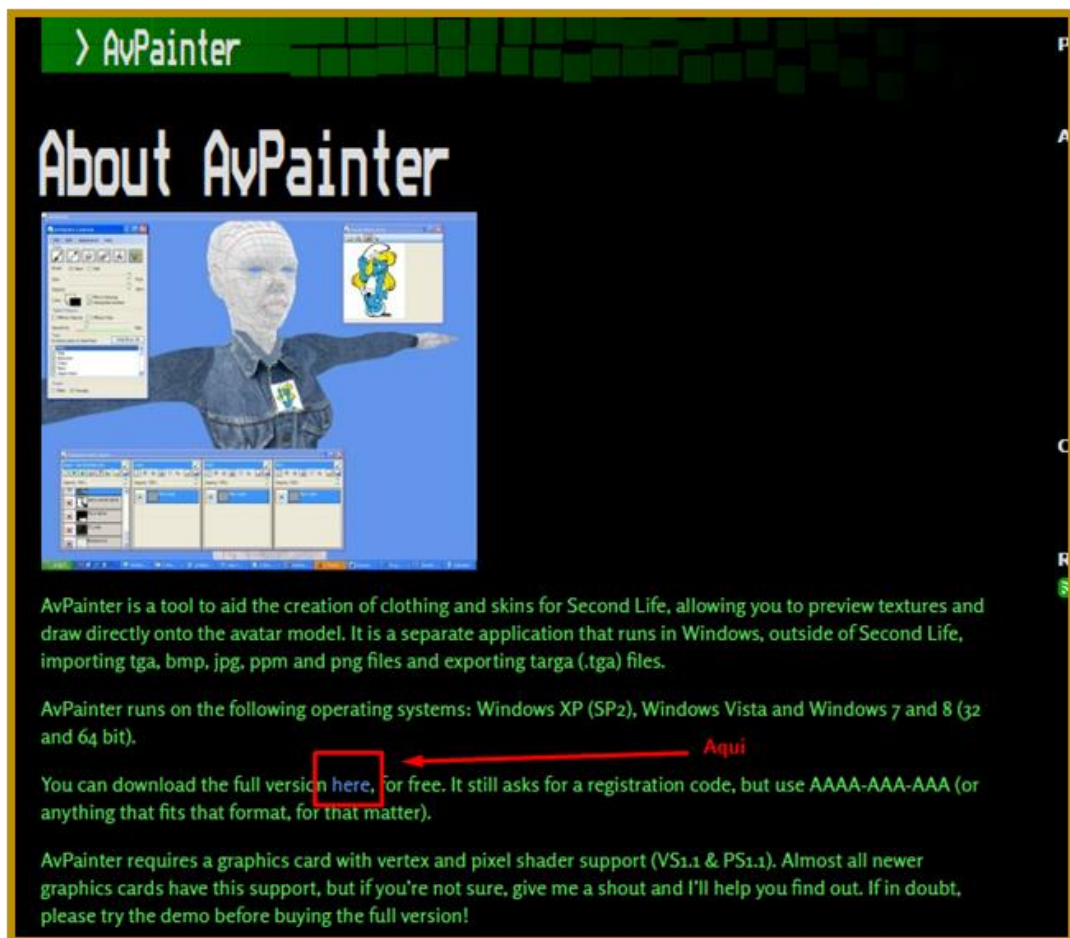 > AvPainter
P
About AvPainter
A
C
R
AvPainter is a tool to aid the creation of clothing and skins for Second Life, allowing you to preview textures and
draw directly onto the avatar model. It is a separate application that runs in Windows, outside of Second Life,
importing tga, bmp, jpg, ppm and png files and exporting targa (.tga) files.
AvPainter runs on the following operating systems: Windows XP (SP2), Windows Vista and Windows 7 and 8 (32
and 64 bit).
Aqui
You can download the full version here, for free. It still asks for a registration code, but use AAAA-AAA-AAA (or
anything that fits that format, for that matter).
AvPainter requires a graphics card with vertex and pixel shader support (VS1.1 & PS1.1). Almost all newer
graphics cards have this support, but if you're not sure, give me a shout and I'll help you find out. If in doubt,
please try the demo before buying the full version!